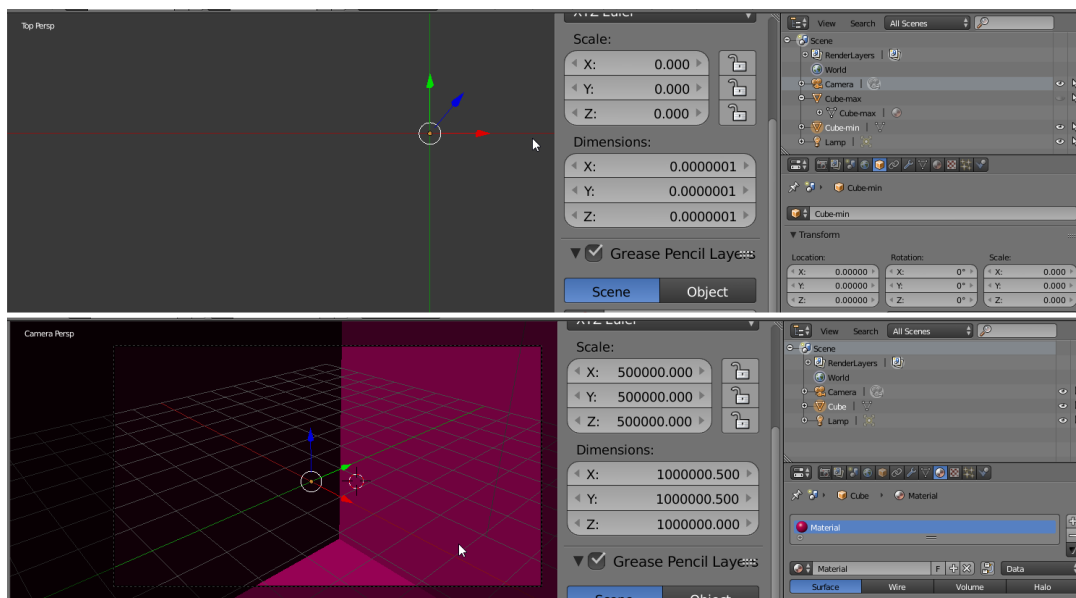 Top Persp
XYZ Euler
Scale:
X: 0.000
Y: 0.000
Z: 0.000
Dimensions:
X: 0.0000001
Y: 0.0000001
Z: 0.0000001
Grease Pencil Layers
Scene Object
View Search All Scenes
Scene
RenderLayers
World
Camera
Cube-max
Cube-max
Cube-min
Lamp
Cube-min
Cube-min
Transform
Location: Rotation: Scale:
X: 0.00000 X: 0° X: 0.000
Y: 0.00000 Y: 0° Y: 0.000
Z: 0.00000 Z: 0° Z: 0.000
Camera Persp
XYZ Euler
Scale:
X: 500000.000
Y: 500000.000
Z: 500000.000
Dimensions:
X: 1000000.500
Y: 1000000.500
Z: 1000000.000
Grease Pencil Layers
Scene Object
View Search All Scenes
Scene
RenderLayers
World
Camera
Cube
Lamp
Cube Material
Material
Material F Data
Surface Wire Volume Halo